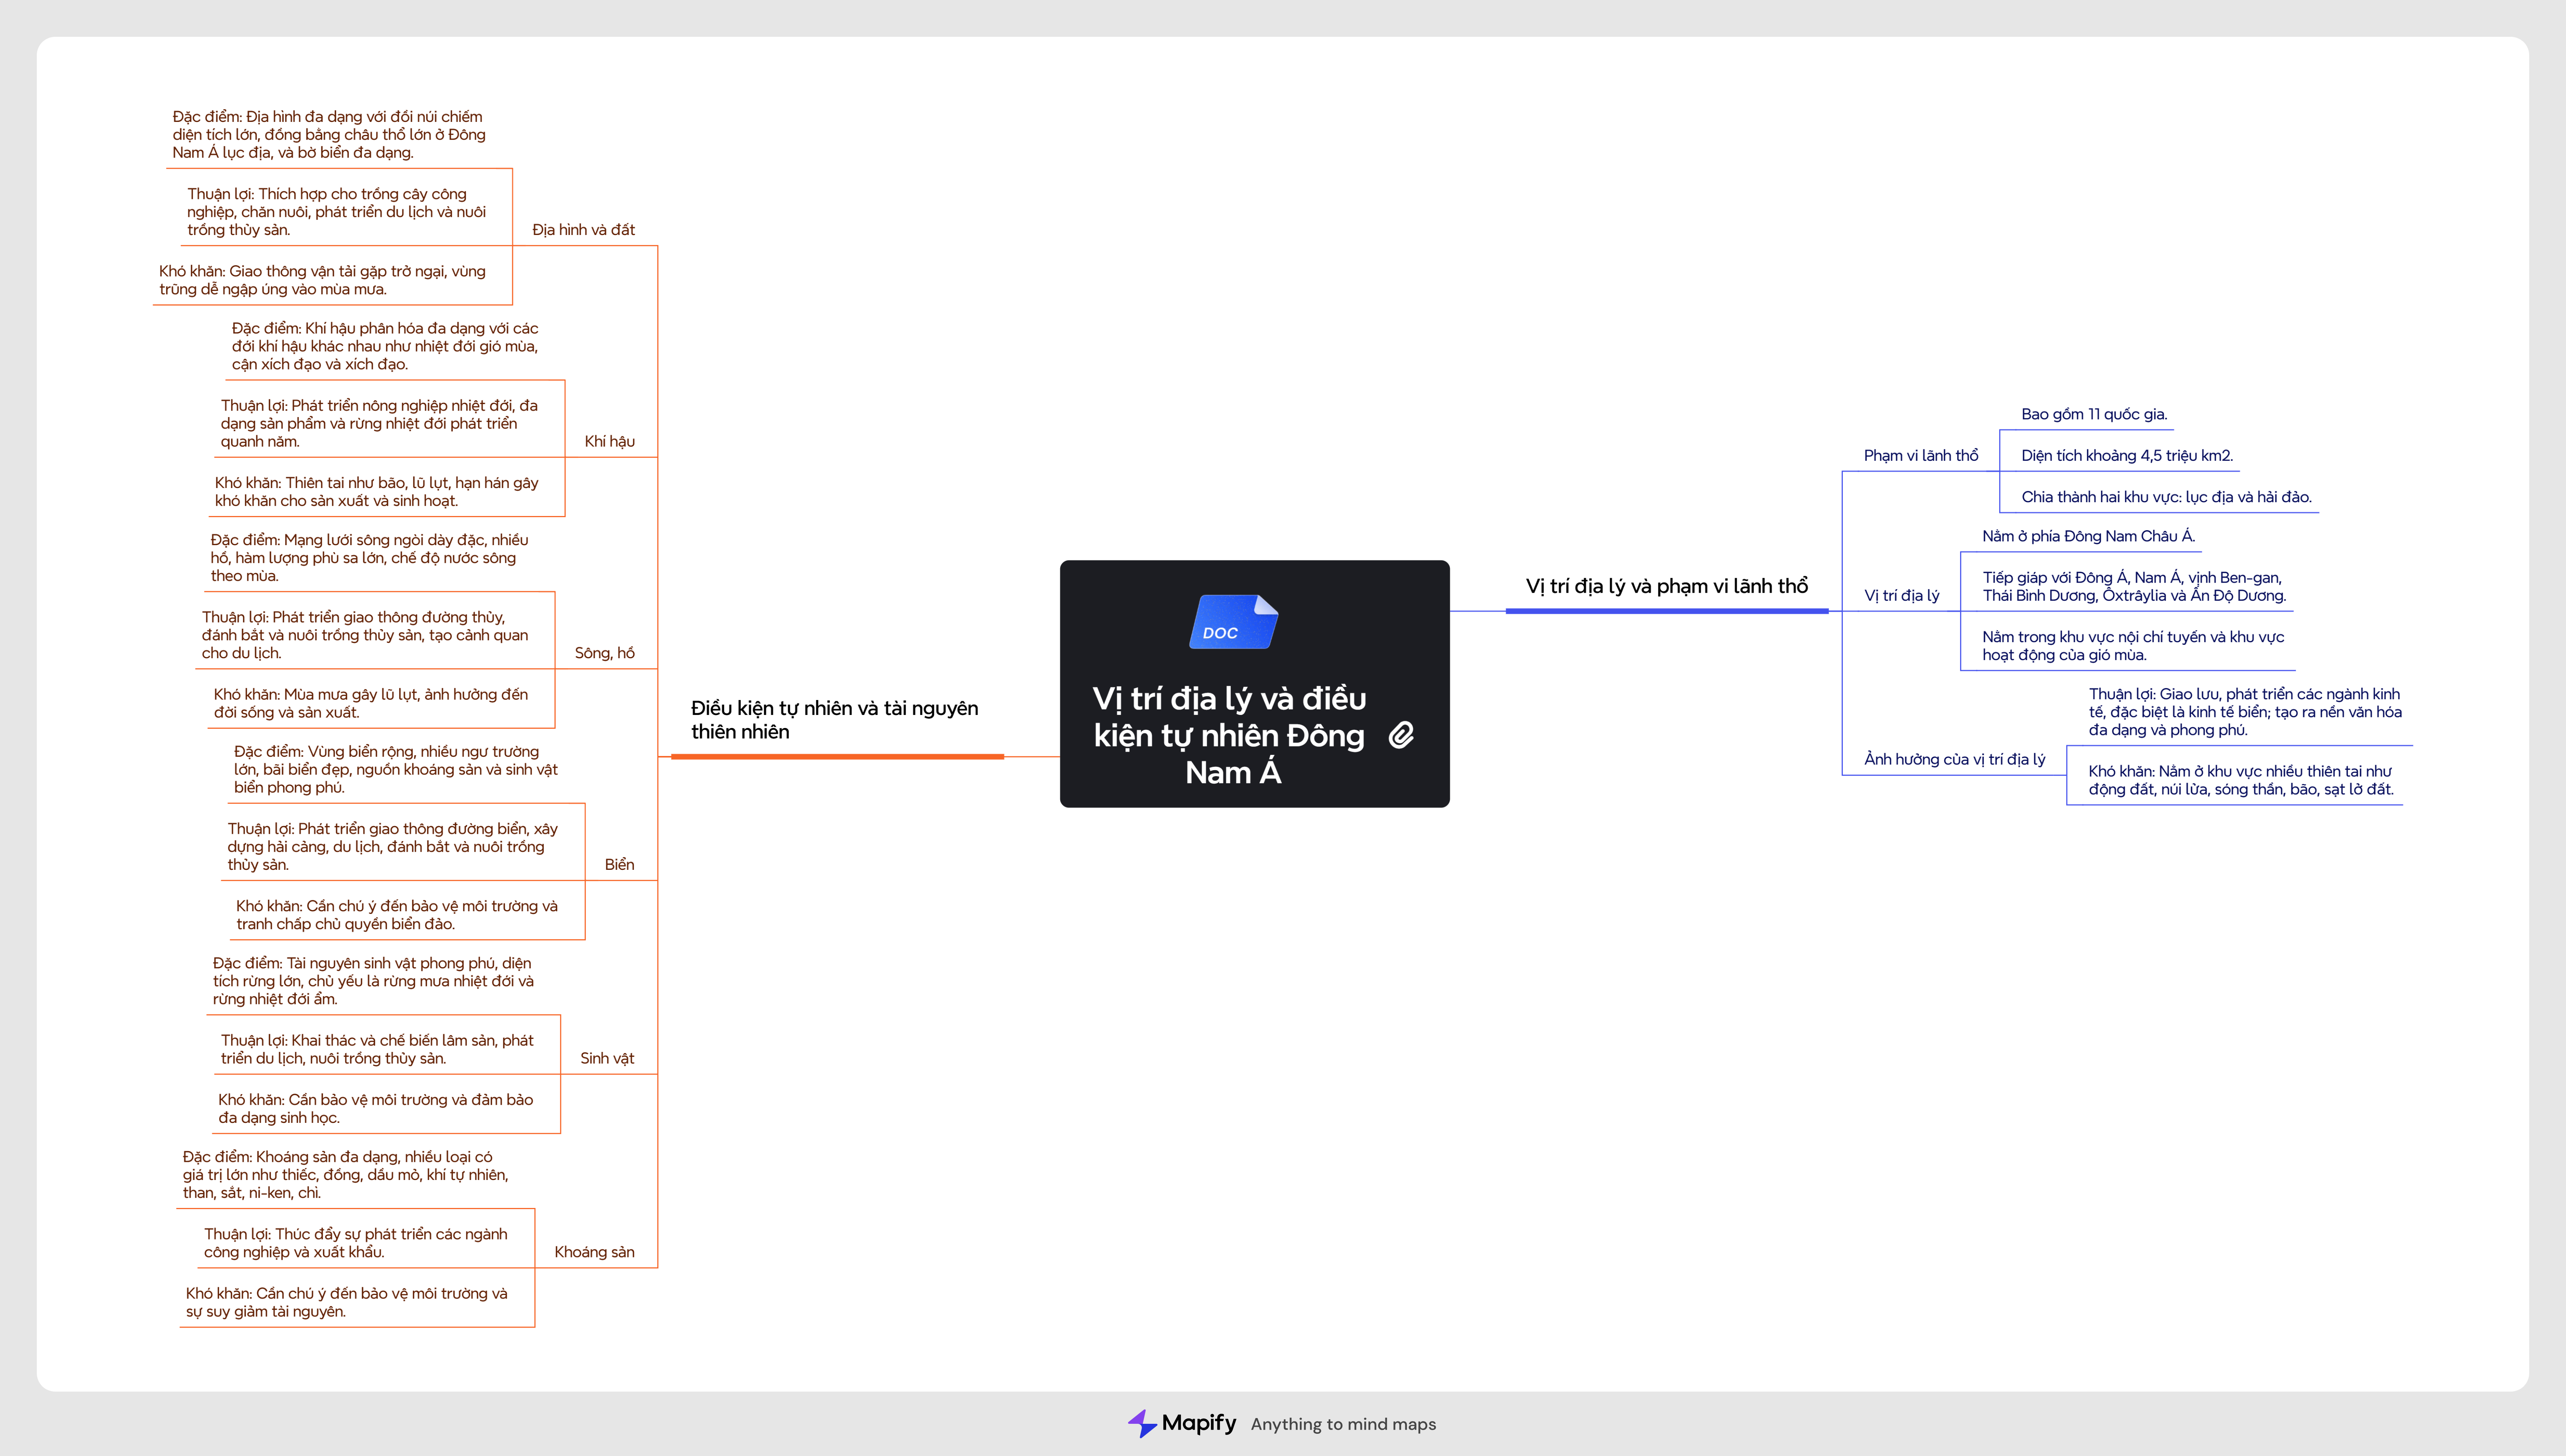 Đặc điểm: Địa hình đa dạng với đồi núi chiếm
diện tích lớn, đồng bằng châu thổ lớn ở Đông
Nam Á lục địa, và bờ biển đa dạng.
Thuận lợi: Thích hợp cho trồng cây công
nghiệp, chăn nuôi, phát triển du lịch và nuôi
trồng thủy sản.
Khó khăn: Giao thông vận tải gặp trở ngại, vùng
trũng dễ ngập úng vào mùa mưa.
Địa hình và đất
Đặc điểm: Khí hậu phân hóa đa dạng với các
đới khí hậu khác nhau như nhiệt đới gió mùa,
cận xích đạo và xích đạo.
Thuận lợi: Phát triển nông nghiệp nhiệt đới, đa
dạng sản phẩm và rừng nhiệt đới phát triển
quanh năm.
Khó khăn: Thiên tai như bão, lũ lụt, hạn hán gây
khó khăn cho sản xuất và sinh hoạt.
Khí hậu
Đặc điểm: Mạng lưới sông ngòi dày đặc, nhiều
hồ, hàm lượng phù sa lớn, chế độ nước sông
theo mùa.
Thuận lợi: Phát triển giao thông đường thủy,
đánh bắt và nuôi trồng thủy sản, tạo cảnh quan
cho du lịch.
Khó khăn: Mùa mưa gây lũ lụt, ảnh hưởng đến
đời sống và sản xuất.
Sông, hồ
Đặc điểm: Vùng biển rộng, nhiều ngư trường
lớn, bãi biển đẹp, nguồn khoáng sản và sinh vật
biển phong phú.
Thuận lợi: Phát triển giao thông đường biển, xây
dựng hải cảng, du lịch, đánh bắt và nuôi trồng
thủy sản.
Khó khăn: Cần chú ý đến bảo vệ môi trường và
tranh chấp chủ quyền biển đảo.
Biển
Đặc điểm: Tài nguyên sinh vật phong phú, diện
tích rừng lớn, chủ yếu là rừng mưa nhiệt đới và
rừng nhiệt đới ẩm.
Thuận lợi: Khai thác và chế biến lâm sản, phát
triển du lịch, nuôi trồng thủy sản.
Khó khăn: Cần bảo vệ môi trường và đảm bảo
đa dạng sinh học.
Sinh vật
Đặc điểm: Khoáng sản đa dạng, nhiều loại có
giá trị lớn như thiếc, đồng, dầu mỏ, khí tự nhiên,
than, sắt, ni-ken, chì.
Thuận lợi: Thúc đẩy sự phát triển các ngành
công nghiệp và xuất khẩu.
Khó khăn: Cần chú ý đến bảo vệ môi trường và
sự suy giảm tài nguyên.
Khoáng sản
Điều kiện tự nhiên và tài nguyên
thiên nhiên
DOC
Vị trí địa lý và điều
kiện tự nhiên Đông
Nam Á
Vị trí địa lý và phạm vi lãnh thổ
Phạm vi lãnh thổ
Bao gồm 11 quốc gia.
Diện tích khoảng 4,5 triệu km2.
Chia thành hai khu vực: lục địa và hải đảo.
Vị trí địa lý
Nằm ở phía Đông Nam Châu Á.
Tiếp giáp với Đông Á, Nam Á, vịnh Ben-gan,
Thái Bình Dương, Ôxtrâylia và Ấn Độ Dương.
Nằm trong khu vực nội chí tuyến và khu vực
hoạt động của gió mùa.
Ảnh hưởng của vị trí địa lý
Thuận lợi: Giao lưu, phát triển các ngành kinh
tế, đặc biệt là kinh tế biển; tạo ra nền văn hóa
đa dạng và phong phú.
Khó khăn: Nằm ở khu vực nhiều thiên tai như
động đất, núi lửa, sóng thần, bão, sạt lở đất.
Mapify Anything to mind maps